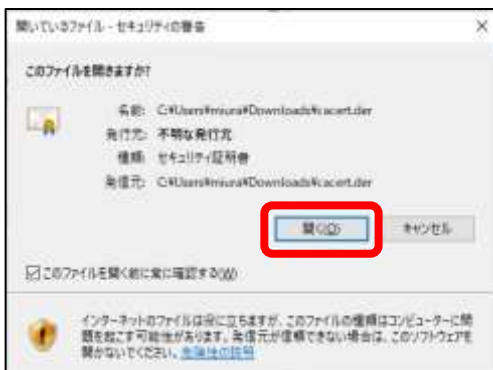 開いているファイル - セキュリティの警告
このファイルを開きますか?
名前: C:¥Users¥miura¥Downloads¥cacert.der
発行元: 不明な発行元
種類: セキュリティ証明書
発信元: C:¥Users¥miura¥Downloads¥cacert.der
開く(O)
キャンセル
このファイルを開く前に常に確認する(W)
インターネットのファイルは役に立ちますが、このファイルの種類はコンピューターに問
題を起こす可能性があります。発信元が信頼できない場合は、このソフトウェアを
開かないでください。危険性の説明